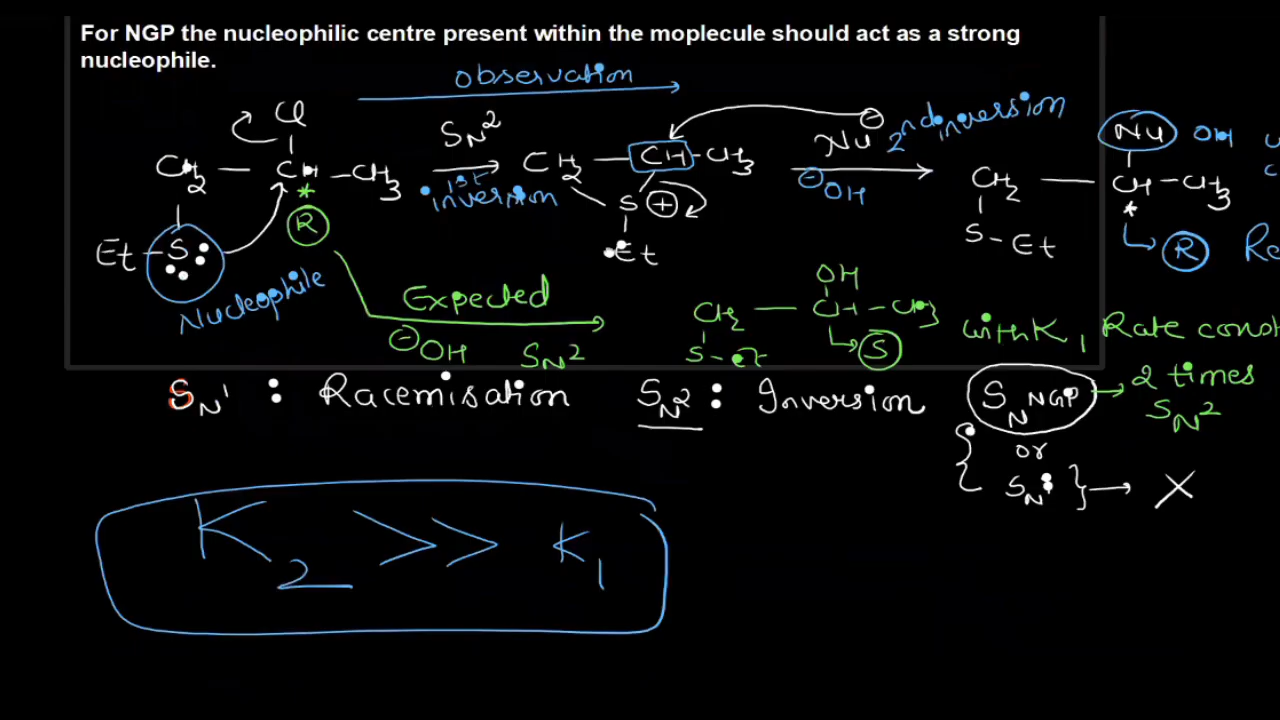 For NGP the nucleophilic centre present within the moplecule should act as a strong
nucleophile.
observation
Cl
CH2 — CH — CH3
*
R
Et — S
Nucleophile
SN2
1st
inversion
CH2 — CH - CH3
S +
Et
Nu ⊖
2nd inversion
⊖OH
Nu OH
CH2 — CH - CH3
*
S - Et
R
Expected
⊖OH SN2
OH
CH2 — CH - CH3
S - Et
S
with K1 Rate const
SN1 : Racemisation SN2 : Inversion SN NGP → 2 times
SN2
{ or
SN i } → X
K2 >> K1